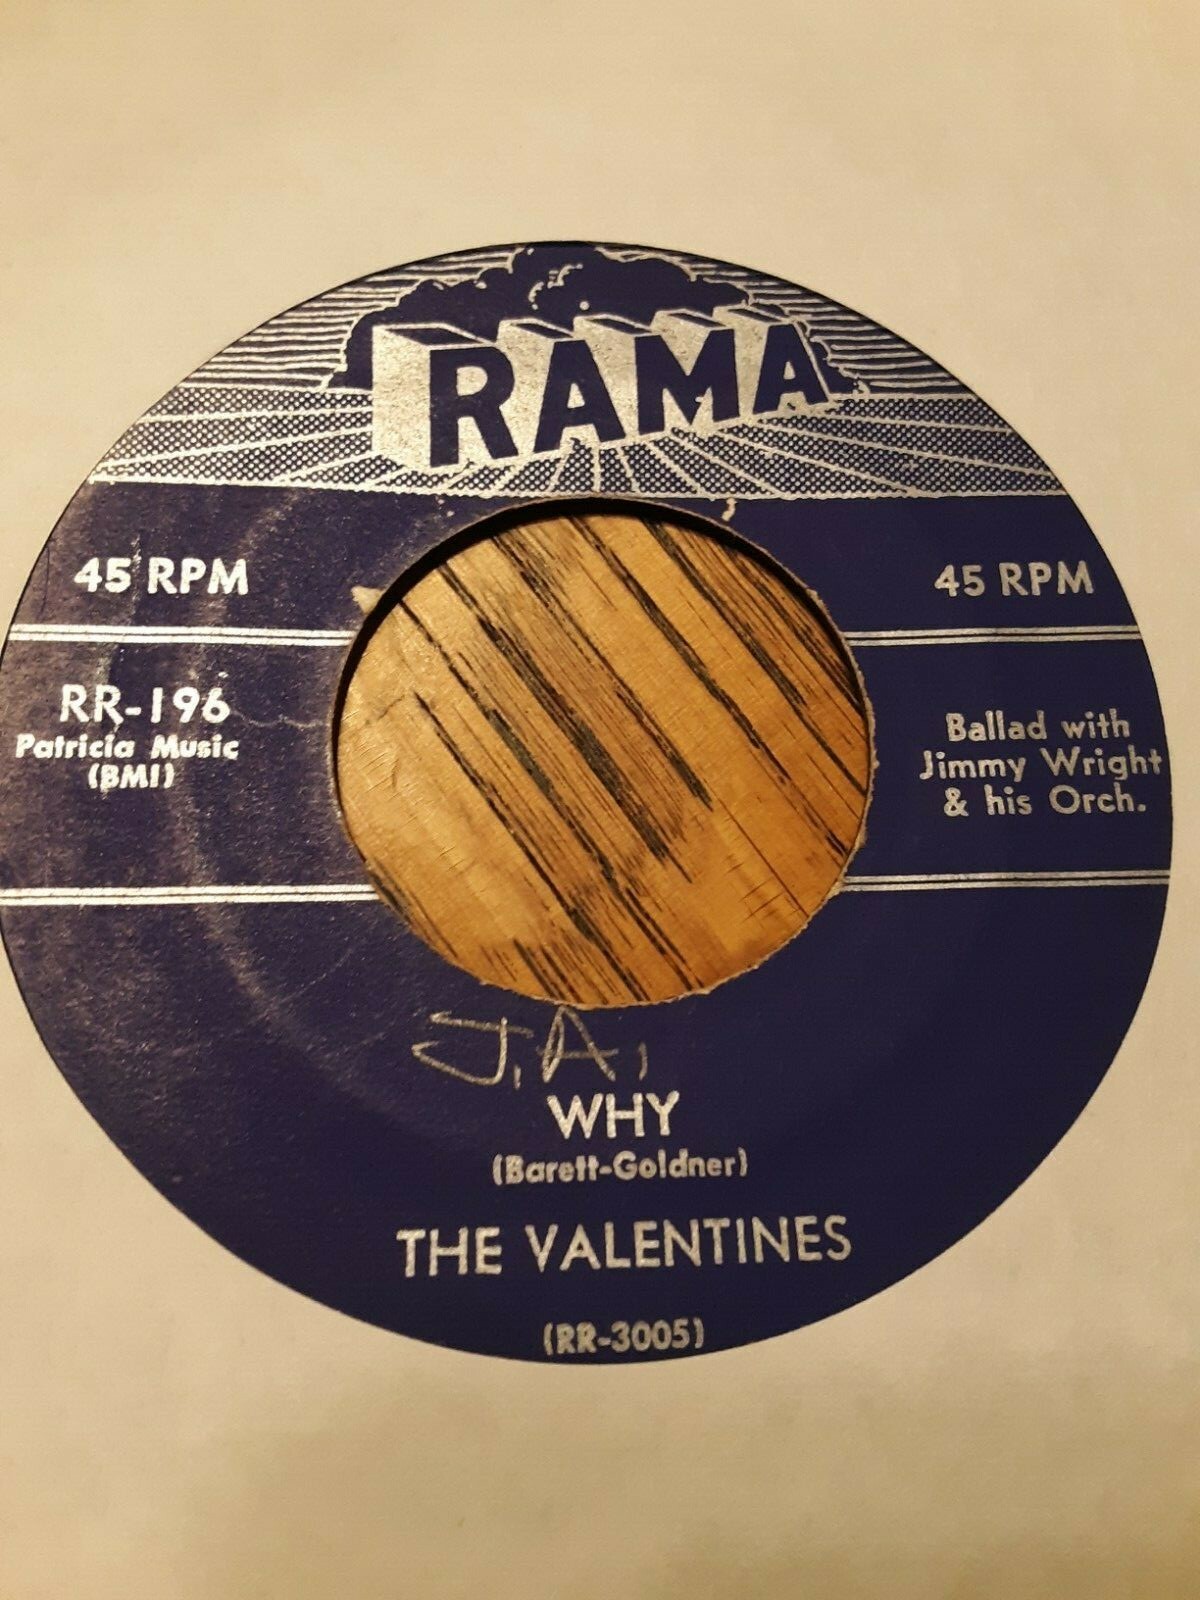 RAMA
45 RPM
45 RPM
RR-196
Patricia Music
(BMI)
Ballad with
Jimmy Wright
& his Orch.
J.A.
WHY
(Barett-Goldner)
THE VALENTINES
(RR-3005)